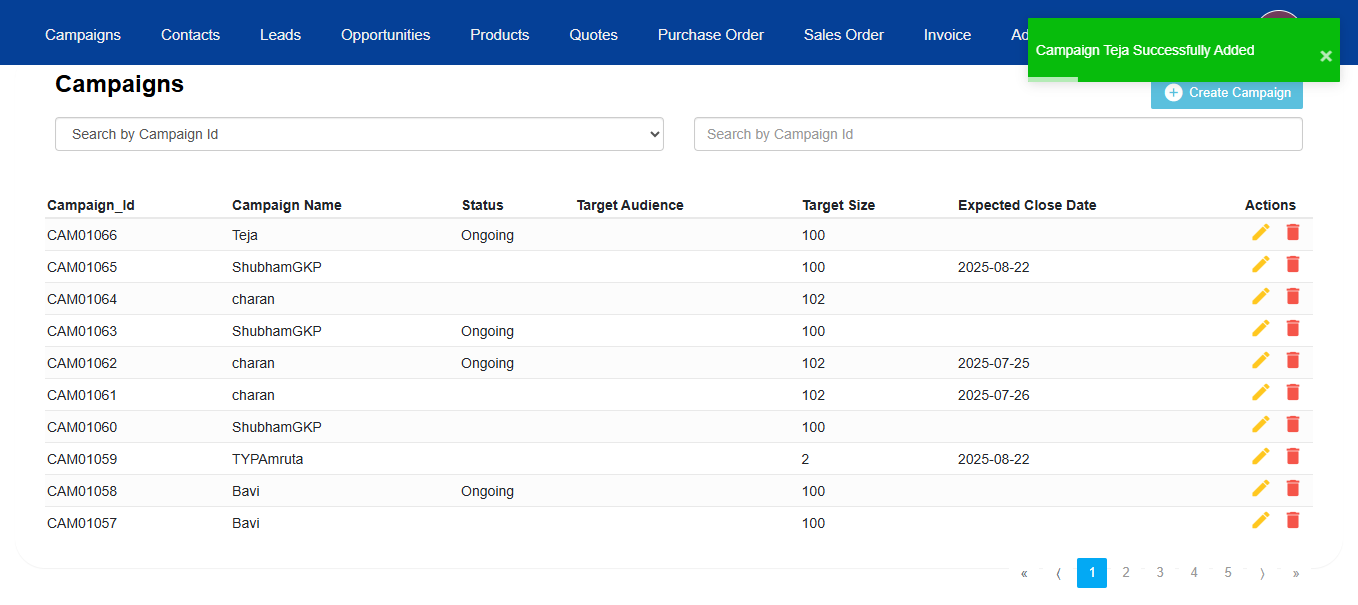 Campaigns Contacts Leads Opportunities Products Quotes Purchase Order Sales Order Invoice
Campaign Teja Successfully Added ×
Campaigns
Create Campaign
Search by Campaign Id Search by Campaign Id
Campaign_Id Campaign Name Status Target Audience Target Size Expected Close Date Actions
CAM01066 Teja Ongoing 100
CAM01065 ShubhamGKP 100 2025-08-22
CAM01064 charan 102
CAM01063 ShubhamGKP Ongoing 100
CAM01062 charan Ongoing 102 2025-07-25
CAM01061 charan 102 2025-07-26
CAM01060 ShubhamGKP 100
CAM01059 TYPAmruta 2 2025-08-22
CAM01058 Bavi Ongoing 100
CAM01057 Bavi 100
« ⟨ 1 2 3 4 5 ⟩ »